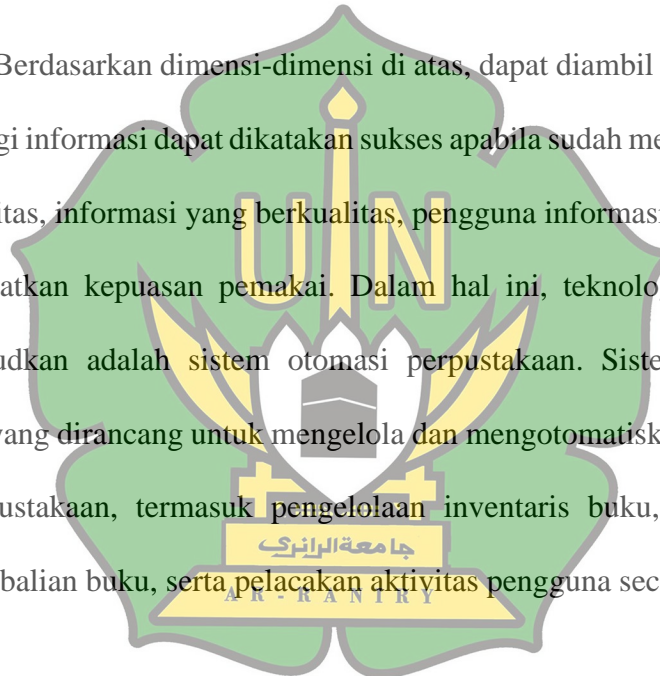 Berdasarkan dimensi-dimensi di atas, dapat diambil
gi informasi dapat dikatakan sukses apabila sudah me
itas, informasi yang berkualitas, pengguna informasi
atkan kepuasan pemakai. Dalam hal ini, teknolo
udkan adalah sistem otomasi perpustakaan. Siste
yang dirancang untuk mengelola dan mengotomatisk
ustakaan, termasuk pengelolaan inventaris buku,
balian buku, serta pelacakan aktivitas pengguna sec
UIN
جامعة الرانري
AR-RANIRY